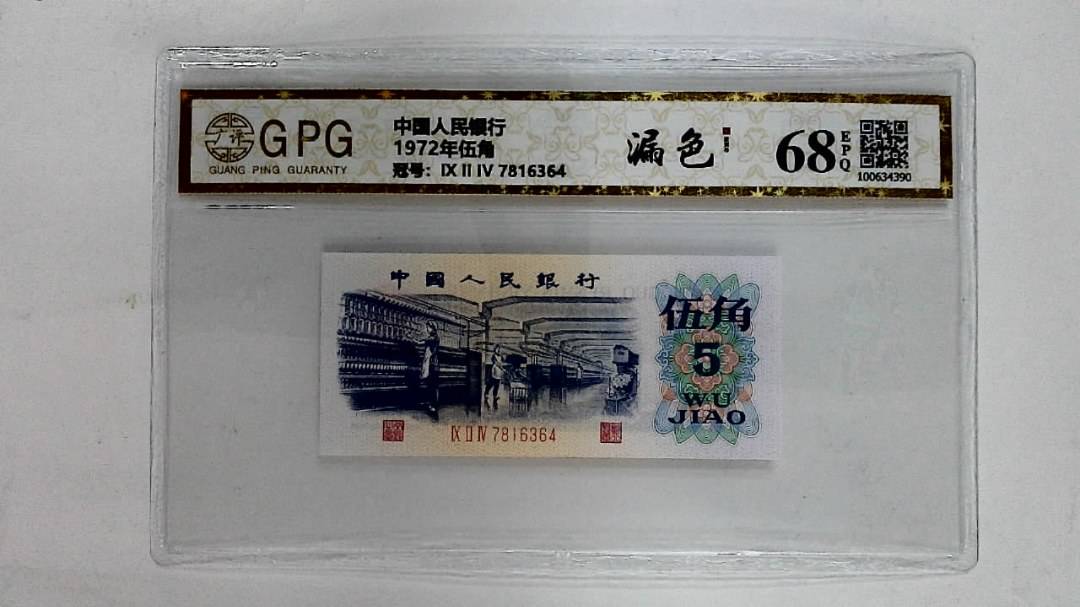 GPG
GUANG PING GUARANTY
中国人民银行
1972年伍角
冠号：IX II IV 7816364
漏色
68
EPQ
100634390
中國人民銀行
伍角
5
WU
JIAO
IX II IV 7816364